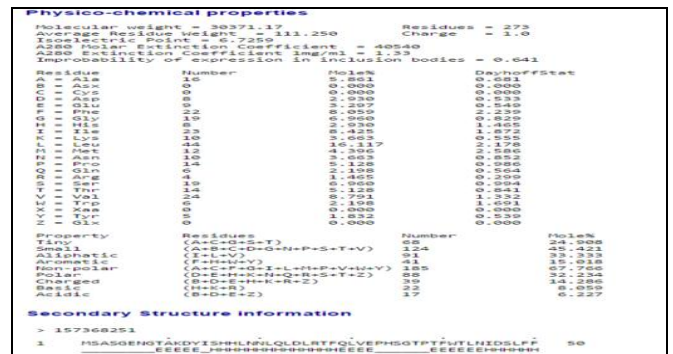 Physico-chemical properties
Molecular weight = 30371.17 Residues = 273
Average Residue Weight = 111.250 Charge = 1.0
Isoelectric Point = 6.7259
A280 Molar Extinction Coefficient = 40540
A280 Extinction Coefficient 1mg/ml = 1.33
Improbability of expression in inclusion bodies = 0.641
Residue Number Mole% DayhoffStat
A = Ala 16 5.861 0.681
B = Asx 0 0.000 0.000
C = Cys 0 0.000 0.000
D = Asp 8 2.930 0.533
E = Glu 9 3.297 0.549
F = Phe 22 8.059 2.239
G = Gly 19 6.960 0.829
H = His 8 2.930 1.465
I = Ile 23 8.425 1.872
K = Lys 10 3.663 0.555
L = Leu 44 16.117 2.178
M = Met 12 4.396 2.586
N = Asn 10 3.663 0.852
P = Pro 14 5.128 0.986
Q = Gln 6 2.198 0.564
R = Arg 4 1.465 0.299
S = Ser 19 6.960 0.994
T = Thr 14 5.128 0.841
V = Val 24 8.791 1.332
W = Trp 6 2.198 1.691
X = Xaa 0 0.000 0.000
Y = Tyr 5 1.832 0.539
Z = Glx 0 0.000 0.000
Property Residues Number Mole%
Tiny (A+C+G+S+T) 68 24.908
Small (A+B+C+D+G+N+P+S+T+V) 124 45.421
Aliphatic (I+L+V) 91 33.333
Aromatic (F+H+W+Y) 41 15.018
Non-polar (A+C+F+G+I+L+M+P+V+W+Y) 185 67.766
Polar (D+E+H+K+N+Q+R+S+T+Z) 88 32.234
Charged (B+D+E+H+K+R+Z) 39 14.286
Basic (H+K+R) 22 8.059
Acidic (B+D+E+Z) 17 6.227
Secondary Structure information
> 157368251
1 MSASGENGTAKDYISHHLNNLQLDLRTFQLVEPHSGTPTFWTLNIDSLFF 50